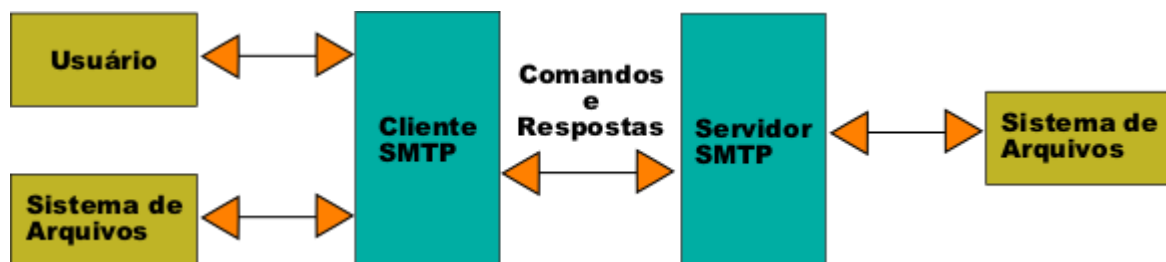 Usuário
Sistema de
Arquivos
Cliente
SMTP
Comandos
e
Respostas
Servidor
SMTP
Sistema de
Arquivos